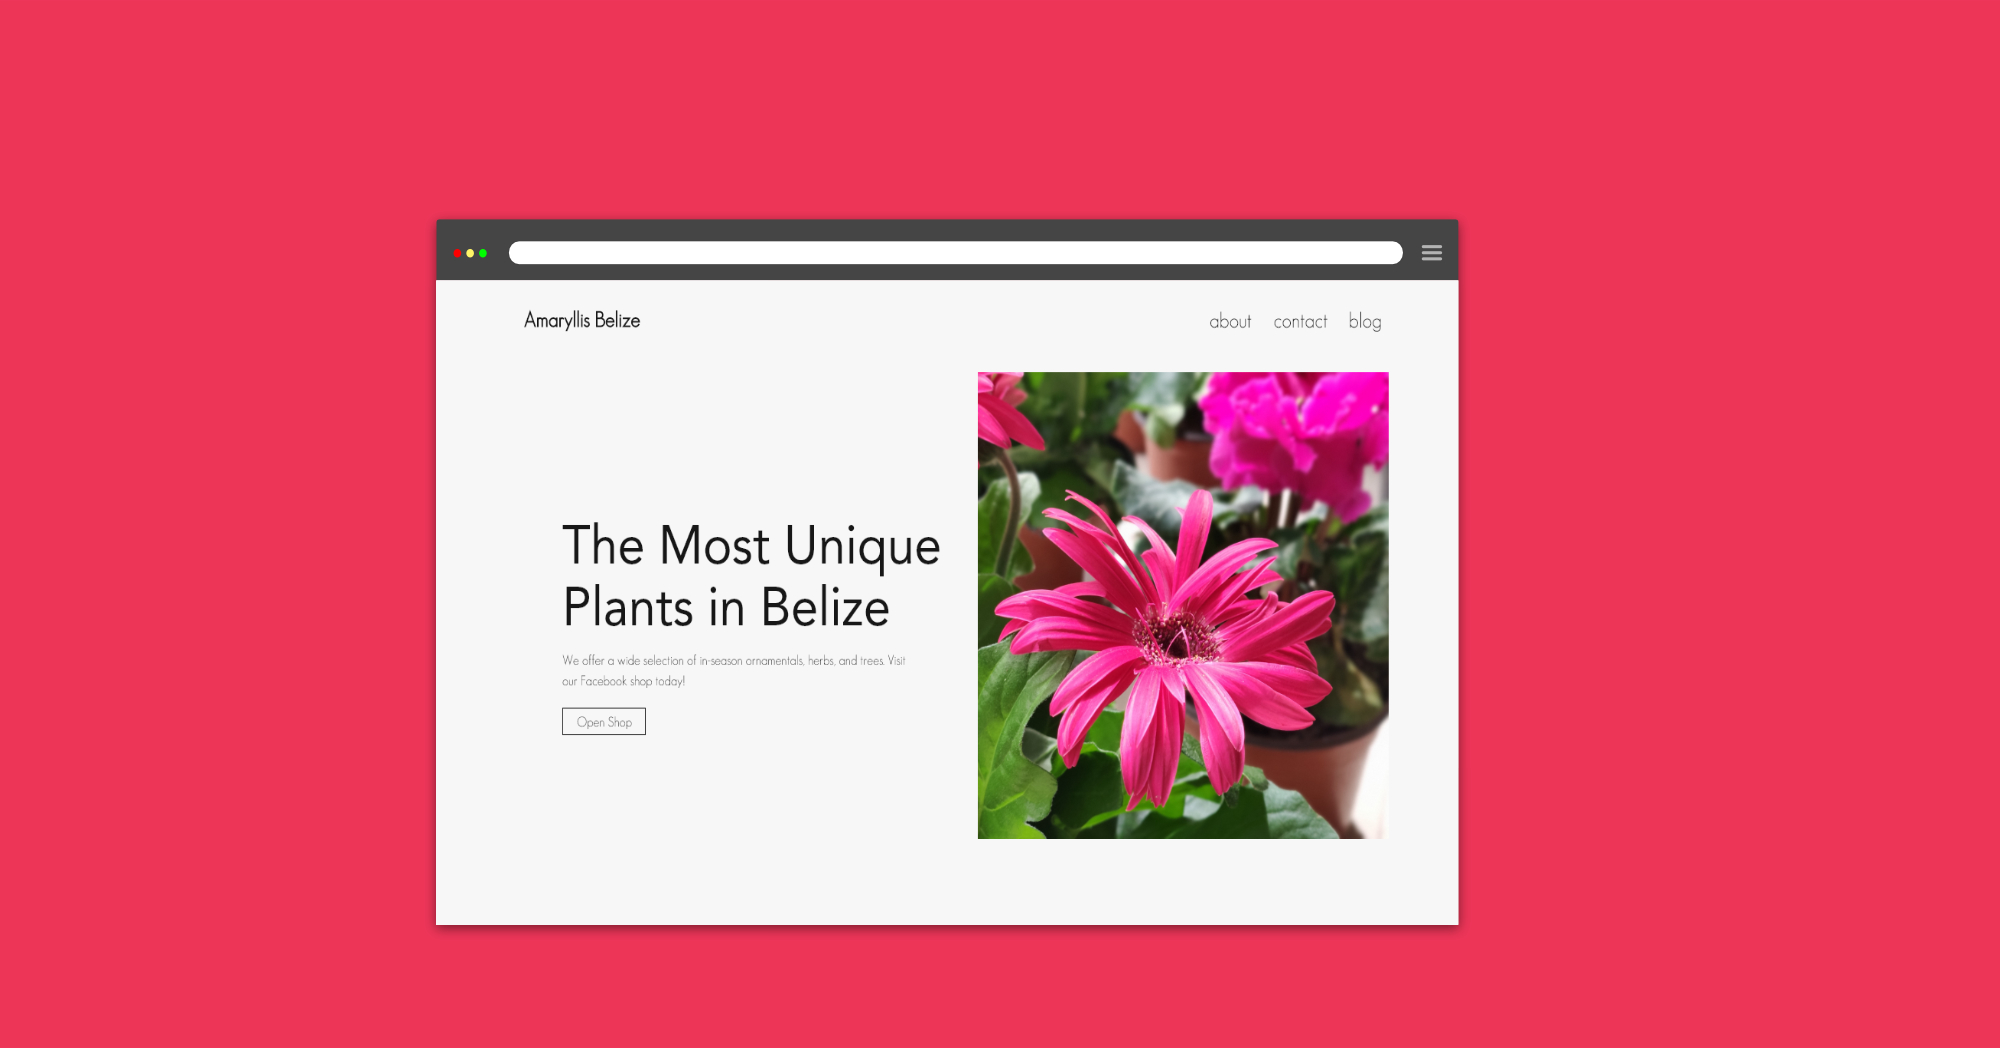 Amaryllis Belize
about contact blog
The Most Unique
Plants in Belize
We offer a wide selection of in-season ornamentals, herbs, and trees. Visit
our Facebook shop today!
Open Shop